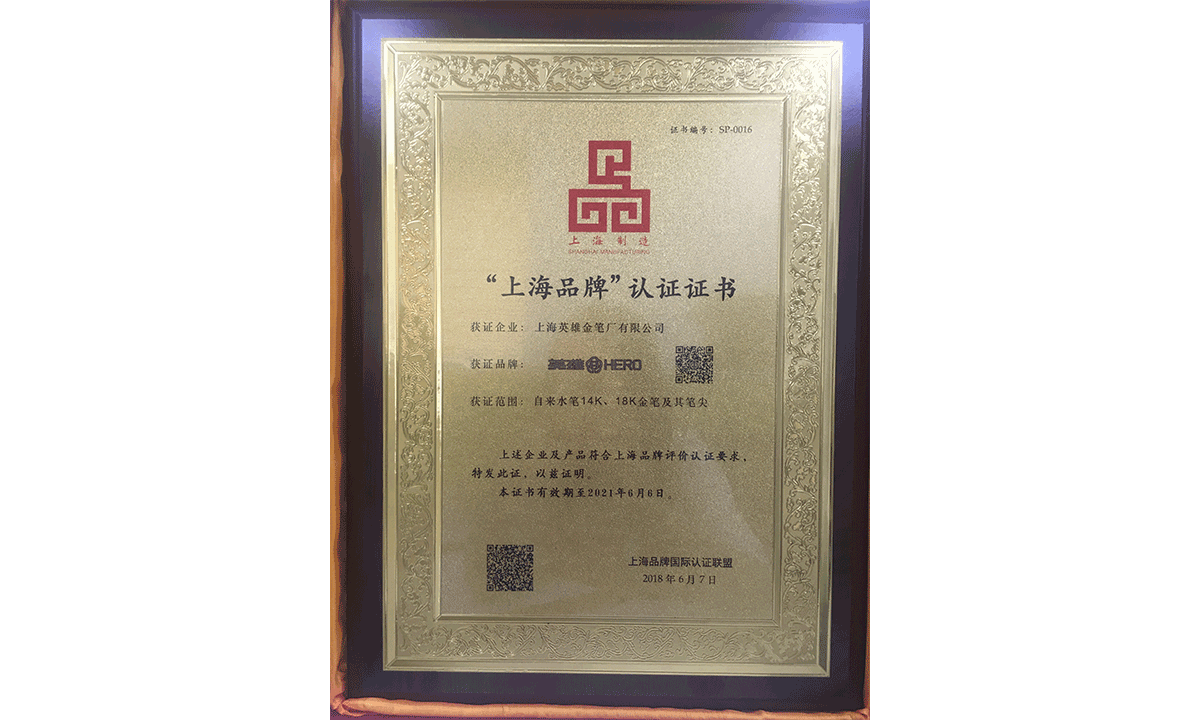 证书编号：SP-0016
上海制造
SHANGHAI MANUFACTURING
“上海品牌”认证证书
获证企业：上海英雄金笔厂有限公司
获证品牌：英雄 HERO
获证范围：自来水笔14K、18K金笔及其笔尖
上述企业及产品符合上海品牌评价认证要求，
特发此证，以兹证明。
本证书有效期至2021年6月6日。
上海品牌国际认证联盟
2018年6月7日